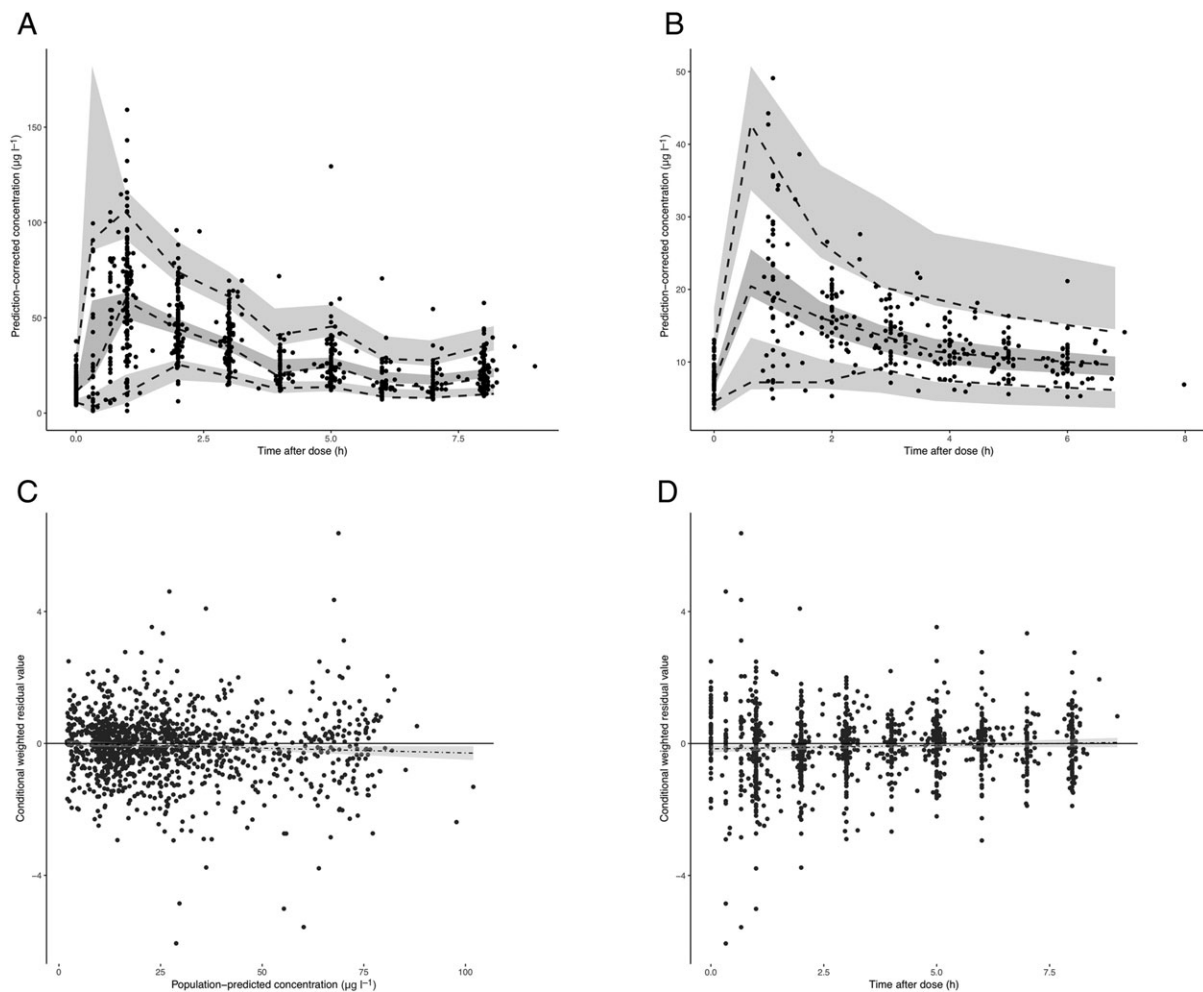 A
B
150
100
50
0
Prediction−corrected concentration (µg l⁻¹)
0.0
2.5
5.0
7.5
Time after dose (h)
50
40
30
20
10
Prediction−corrected concentration (µg l⁻¹)
0
2
4
6
8
Time after dose (h)
C
D
4
0
−4
Conditional weighted residual value
0
25
50
75
100
Population−predicted concentration (µg l⁻¹)
4
0
−4
Conditional weighted residual value
0.0
2.5
5.0
7.5
Time after dose (h)